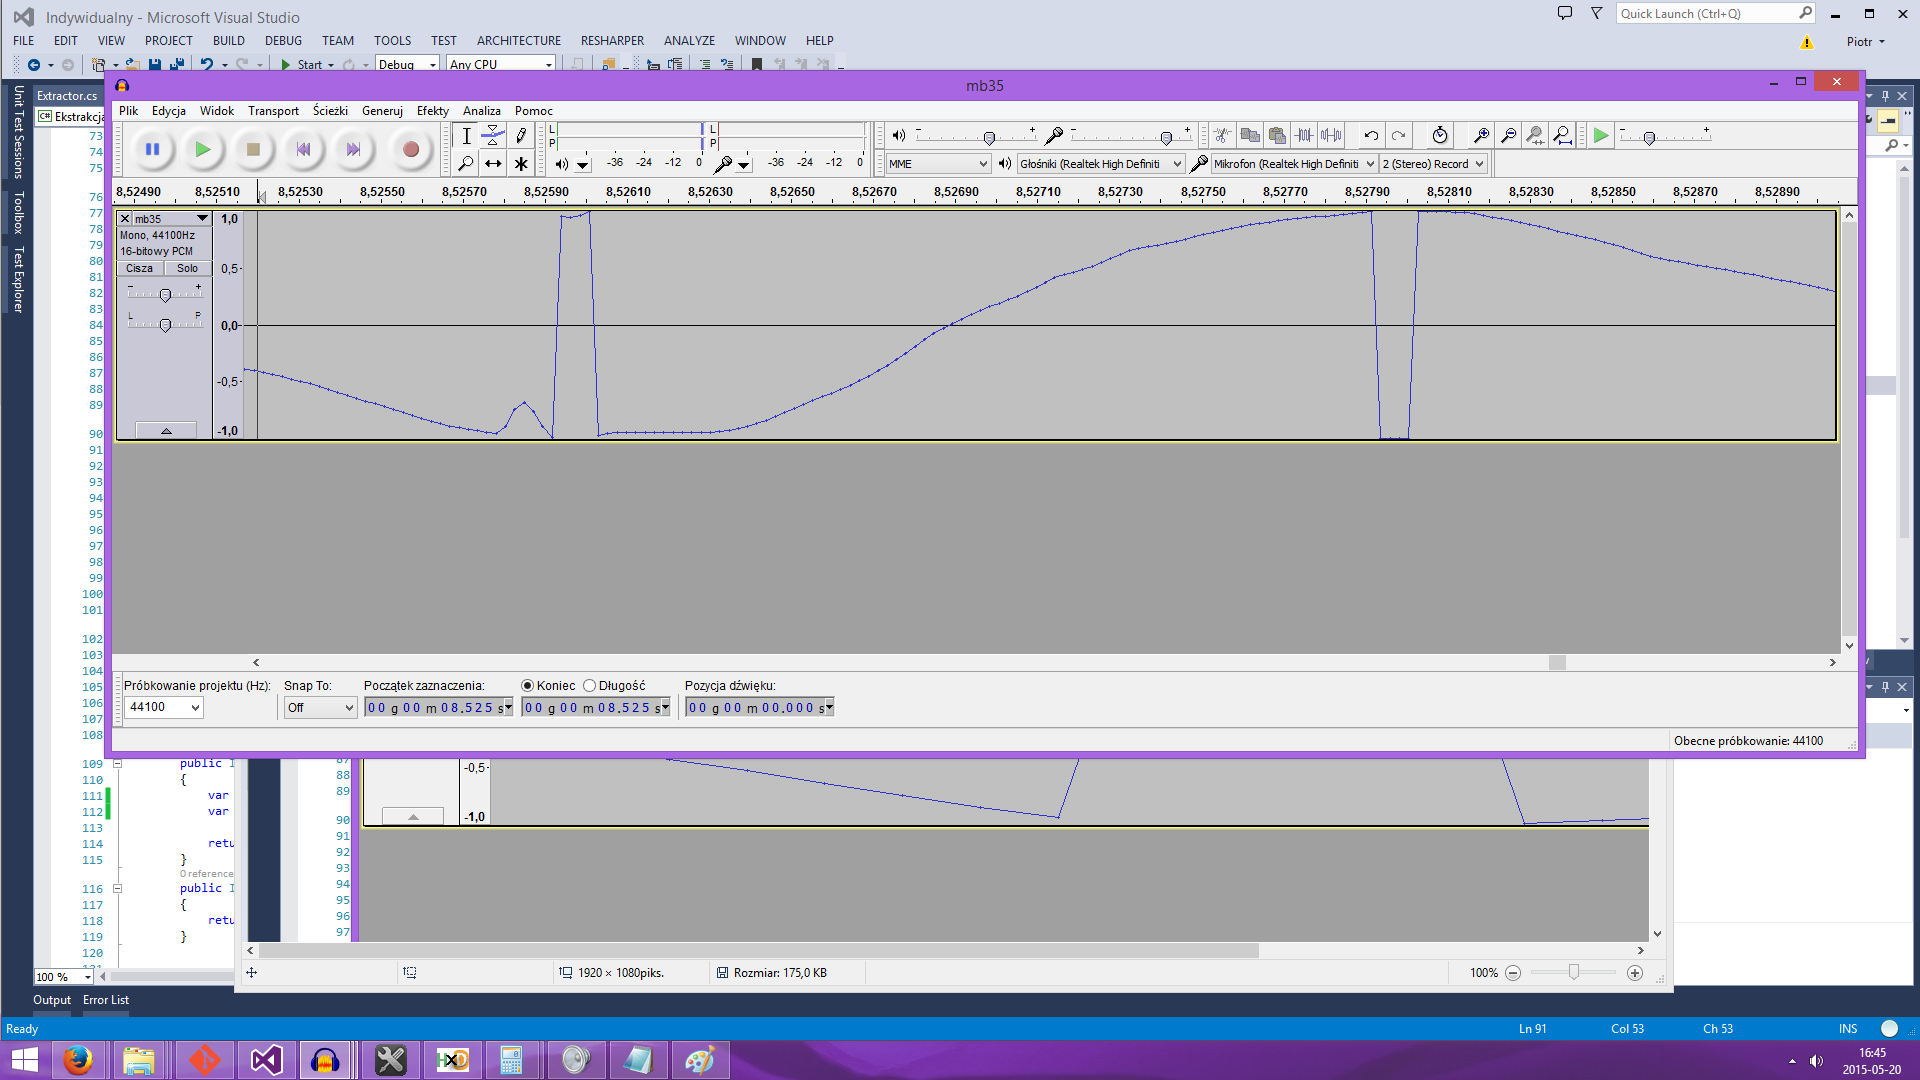 Indywidualny - Microsoft Visual Studio
Quick Launch (Ctrl+Q)
FILE EDIT VIEW PROJECT BUILD DEBUG TEAM TOOLS TEST ARCHITECTURE RESHARPER ANALYZE WINDOW HELP
Piotr
Start Debug Any CPU
mb35
Extractor.cs
Unit Test Sessions
Toolbox
Test Explorer
Plik Edycja Widok Transport Ścieżki Generuj Efekty Analiza Pomoc
L L
P P
-36 -24 -12 0 -36 -24 -12 0
MME Głośniki (Realtek High Definiti Mikrofon (Realtek High Definiti 2 (Stereo) Record
8,52490 8,52510 8,52530 8,52550 8,52570 8,52590 8,52610 8,52630 8,52650 8,52670 8,52690 8,52710 8,52730 8,52750 8,52770 8,52790 8,52810 8,52830 8,52850 8,52870 8,52890
mb35
Mono, 44100Hz
16-bitowy PCM
Cisza Solo
- +
L P
1,0
0,5-
0,0-
-0,5-
-1,0
73
74
75
76
77
78
79
80
81
82
83
84
85
86
87
88
89
90
91
92
93
94
95
96
97
98
99
100
101
102
103
104
105
106
107
108
Próbkowanie projektu (Hz): Snap To: Początek zaznaczenia: Koniec Długość Pozycja dźwięku:
44100 Off 00 g 00 m 08.525 s 00 g 00 m 08.525 s 00 g 00 m 00.000 s
Obecne próbkowanie: 44100
109 public
110 {
111 var
112 var
113
114 retu
115 }
0 reference
116 public
117 {
118 retu
119 }
120
88
89
90
91
92
93
94
95
96
97
-0,5-
-1,0
1920 × 1080piks. Rozmiar: 175,0 KB 100%
100 %
Output Error List
Ready Ln 91 Col 53 Ch 53 INS
16:45
2015-05-20